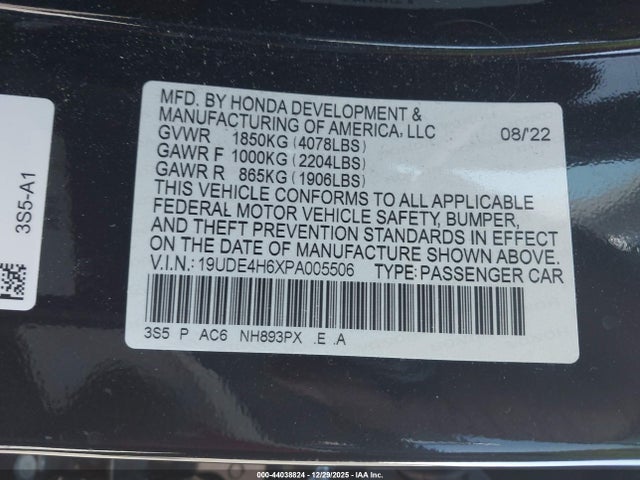 MFD. BY HONDA DEVELOPMENT &
MANUFACTURING OF AMERICA, LLC 08/'22
GVWR 1850KG (4078LBS)
GAWR F 1000KG (2204LBS)
GAWR R 865KG (1906LBS)
THIS VEHICLE CONFORMS TO ALL APPLICABLE
FEDERAL MOTOR VEHICLE SAFETY, BUMPER,
AND THEFT PREVENTION STANDARDS IN EFFECT
ON THE DATE OF MANUFACTURE SHOWN ABOVE.
V.I.N.: 19UDE4H6XPA005506 TYPE: PASSENGER CAR
3S5 P AC6 NH893PX .E .A
3S5-A1
000-44038824 | 12/29/2025 - IAA Inc.